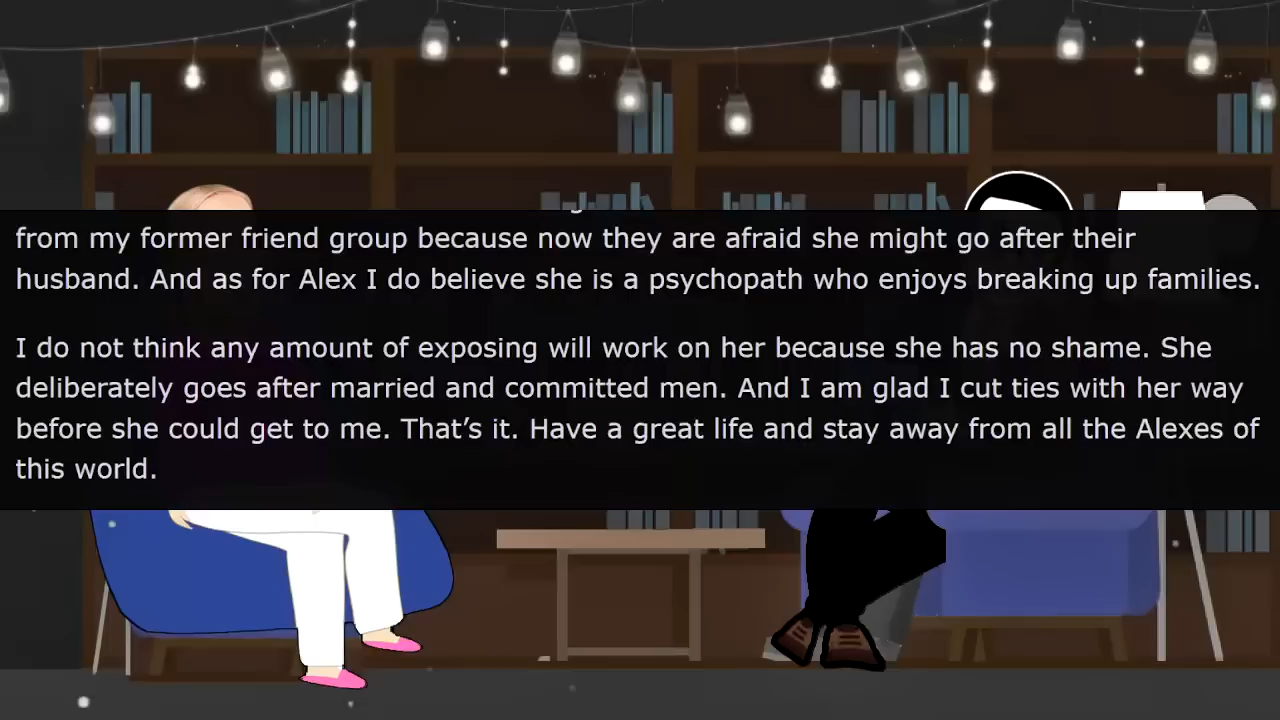 from my former friend group because now they are afraid she might go after their
husband. And as for Alex I do believe she is a psychopath who enjoys breaking up families.
I do not think any amount of exposing will work on her because she has no shame. She
deliberately goes after married and committed men. And I am glad I cut ties with her way
before she could get to me. That’s it. Have a great life and stay away from all the Alexes of
this world.